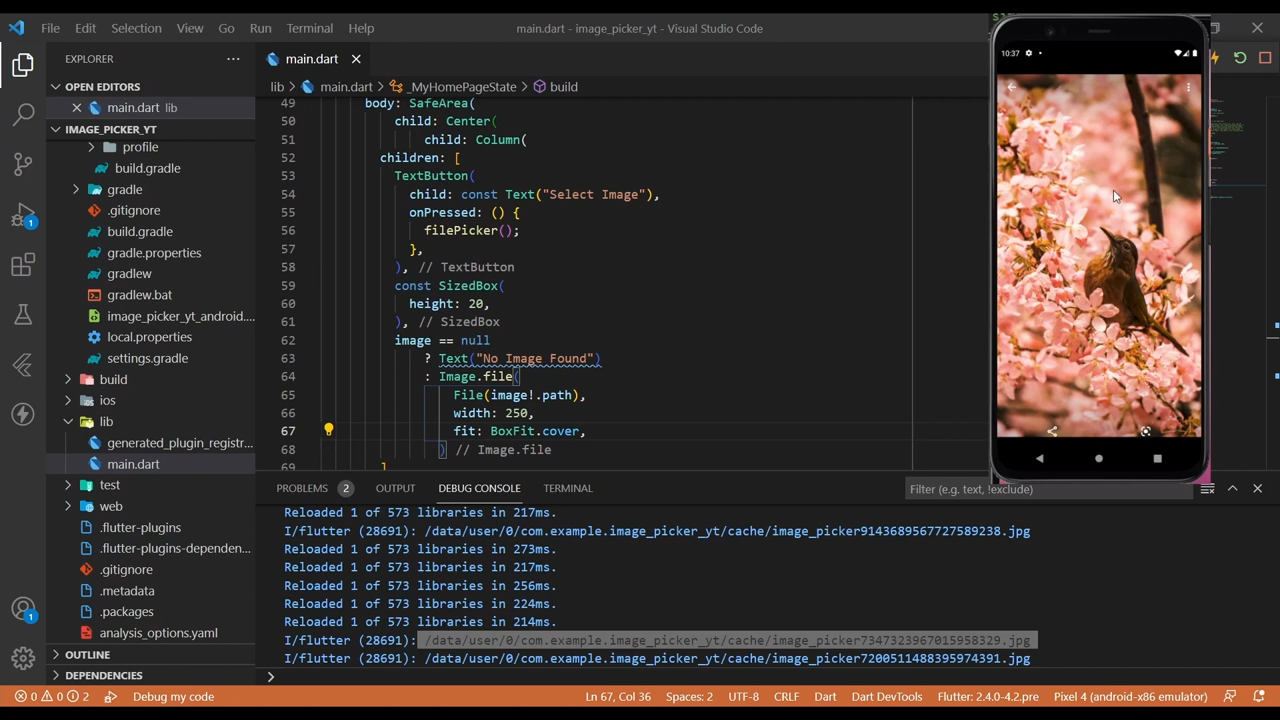 File Edit Selection View Go Run Terminal Help
main.dart - image_picker_yt - Visual Studio Code
EXPLORER
OPEN EDITORS
main.dart lib
IMAGE_PICKER_YT
profile
build.gradle
gradle
.gitignore
build.gradle
gradle.properties
gradlew
gradlew.bat
image_picker_yt_android....
local.properties
settings.gradle
build
ios
lib
generated_plugin_registr...
main.dart
test
web
.flutter-plugins
.flutter-plugins-dependen...
.gitignore
.metadata
.packages
analysis_options.yaml
OUTLINE
DEPENDENCIES
1
1
main.dart
lib main.dart _MyHomePageState build
49 body: SafeArea(
50 child: Center(
51 child: Column(
52 children: [
53 TextButton(
54 child: const Text("Select Image"),
55 onPressed: () {
56 filePicker();
57 },
58 ), // TextButton
59 const SizedBox(
60 height: 20,
61 ), // SizedBox
62 image == null
63 ? Text("No Image Found")
64 : Image.file(
65 File(image!.path),
66 width: 250,
67 fit: BoxFit.cover,
68 ) // Image.file
69 ]
10:37
PROBLEMS 2 OUTPUT DEBUG CONSOLE TERMINAL
Filter (e.g. text, !exclude)
Reloaded 1 of 573 libraries in 217ms.
I/flutter (28691): /data/user/0/com.example.image_picker_yt/cache/image_picker9143689567727589238.jpg
Reloaded 1 of 573 libraries in 273ms.
Reloaded 1 of 573 libraries in 217ms.
Reloaded 1 of 573 libraries in 256ms.
Reloaded 1 of 573 libraries in 224ms.
Reloaded 1 of 573 libraries in 214ms.
I/flutter (28691): /data/user/0/com.example.image_picker_yt/cache/image_picker7347323967015958329.jpg
I/flutter (28691): /data/user/0/com.example.image_picker_yt/cache/image_picker7200511488395974391.jpg
0 0 2 Debug my code
Ln 67, Col 36 Spaces: 2 UTF-8 CRLF Dart Dart DevTools Flutter: 2.4.0-4.2.pre Pixel 4 (android-x86 emulator)